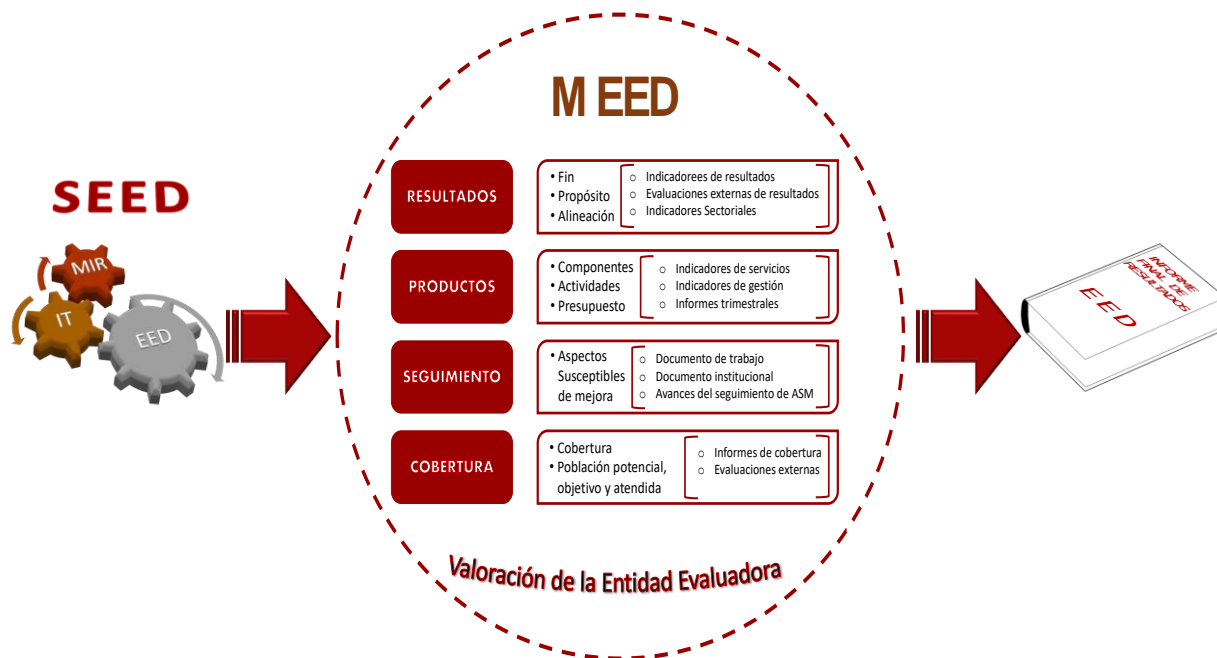 SEED
MIR
IT
EED
M EED
RESULTADOS
• Fin
• Propósito
• Alineación
o Indicadorees de resultados
o Evaluaciones externas de resultados
o Indicadores Sectoriales
PRODUCTOS
• Componentes
• Actividades
• Presupuesto
o Indicadores de servicios
o Indicadores de gestión
o Informes trimestrales
SEGUIMIENTO
• Aspectos
Susceptibles
de mejora
o Documento de trabajo
o Documento institucional
o Avances del seguimiento de ASM
COBERTURA
• Cobertura
• Población potencial,
objetivo y atendida
o Informes de cobertura
o Evaluaciones externas
Valoración de la Entidad Evaluadora
INFORME
FINAL DE
RESULTADOS
EED